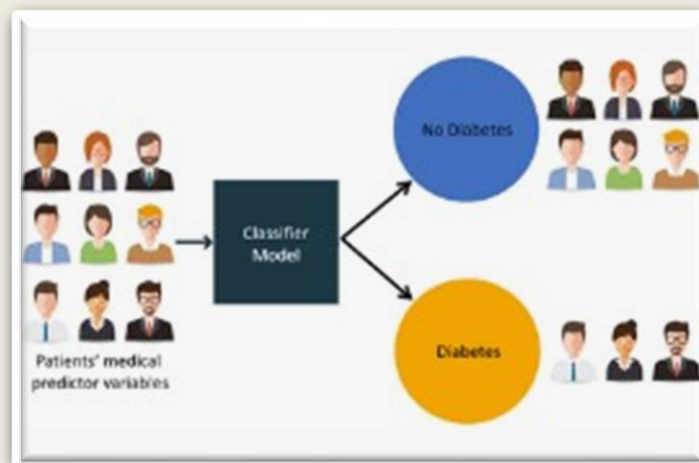 No Diabetes
Classifier
Model
Diabetes
Patients' medical
predictor variables